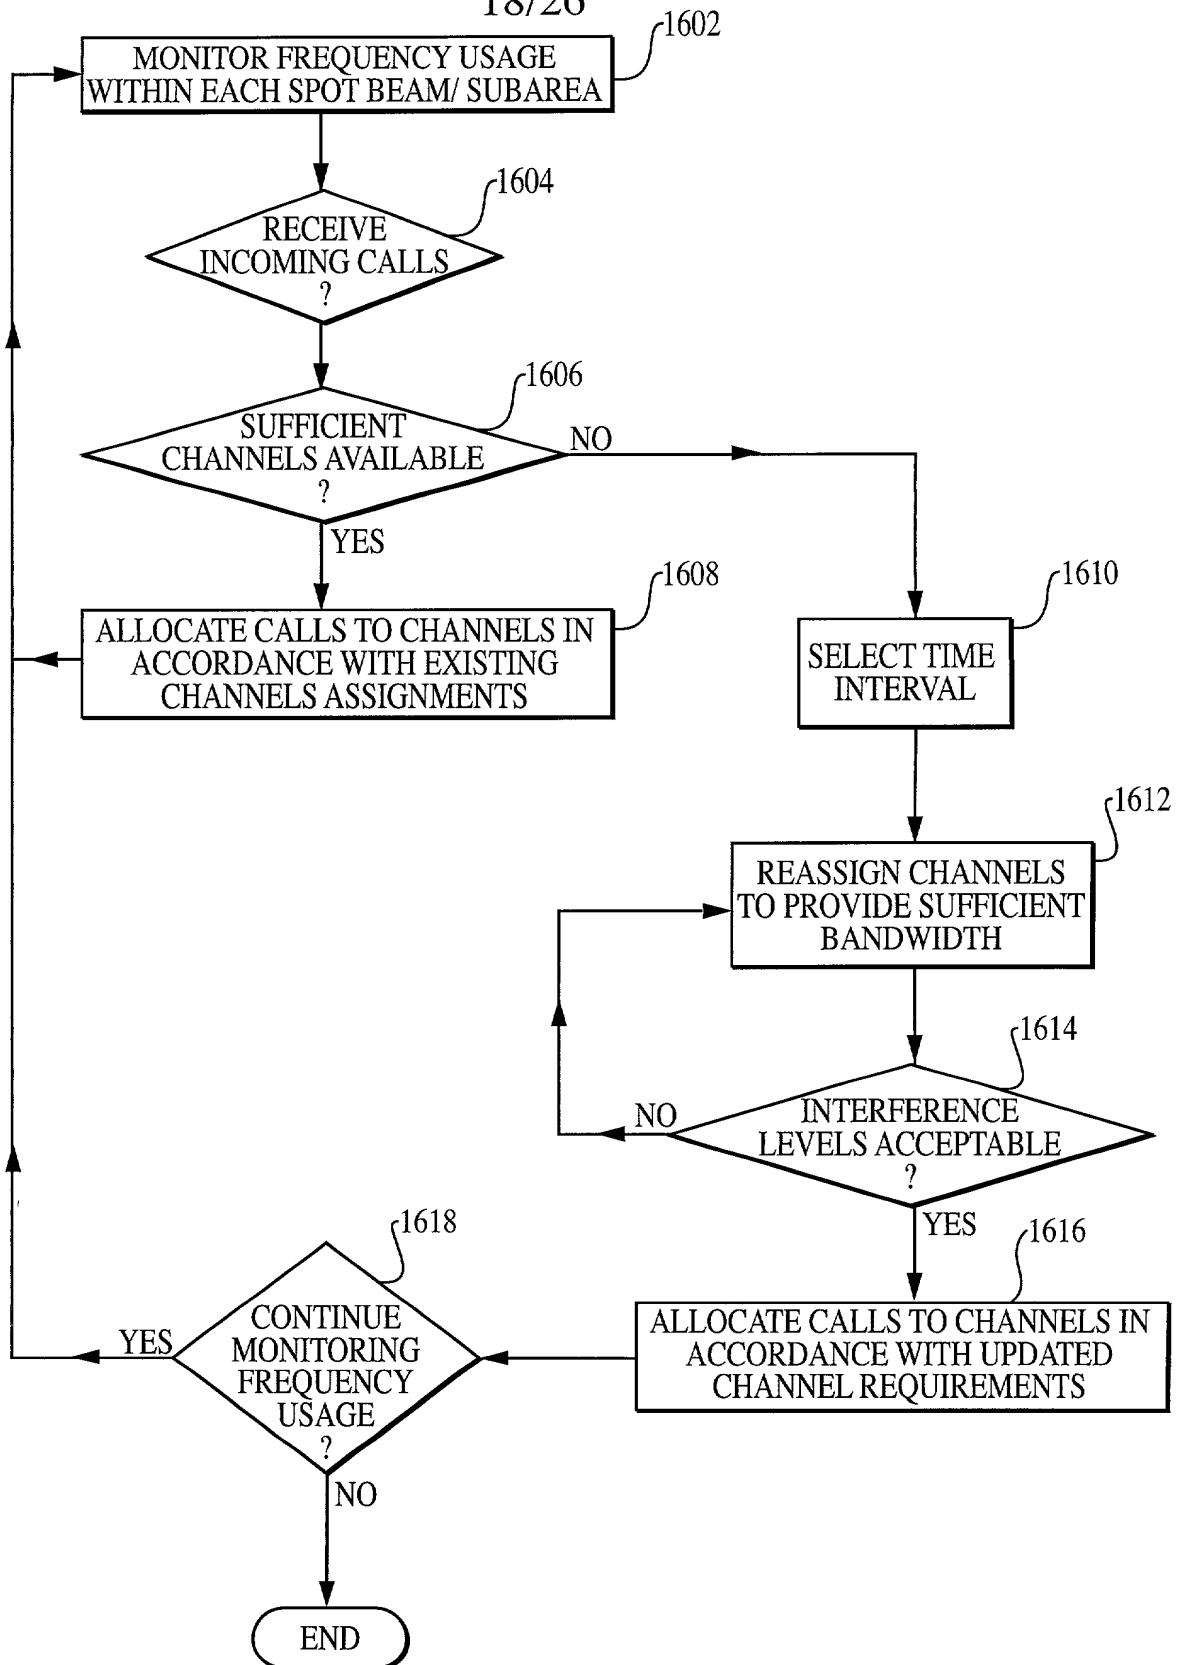 18/26
1602
MONITOR FREQUENCY USAGE
WITHIN EACH SPOT BEAM/ SUBAREA
1604
RECEIVE
INCOMING CALLS
?
1606
SUFFICIENT
CHANNELS AVAILABLE
?
NO
YES
1608
ALLOCATE CALLS TO CHANNELS IN
ACCORDANCE WITH EXISTING
CHANNELS ASSIGNMENTS
1610
SELECT TIME
INTERVAL
1612
REASSIGN CHANNELS
TO PROVIDE SUFFICIENT
BANDWIDTH
1614
INTERFERENCE
LEVELS ACCEPTABLE
?
NO
YES
1616
ALLOCATE CALLS TO CHANNELS IN
ACCORDANCE WITH UPDATED
CHANNEL REQUIREMENTS
1618
CONTINUE
MONITORING
FREQUENCY
USAGE
?
YES
NO
END